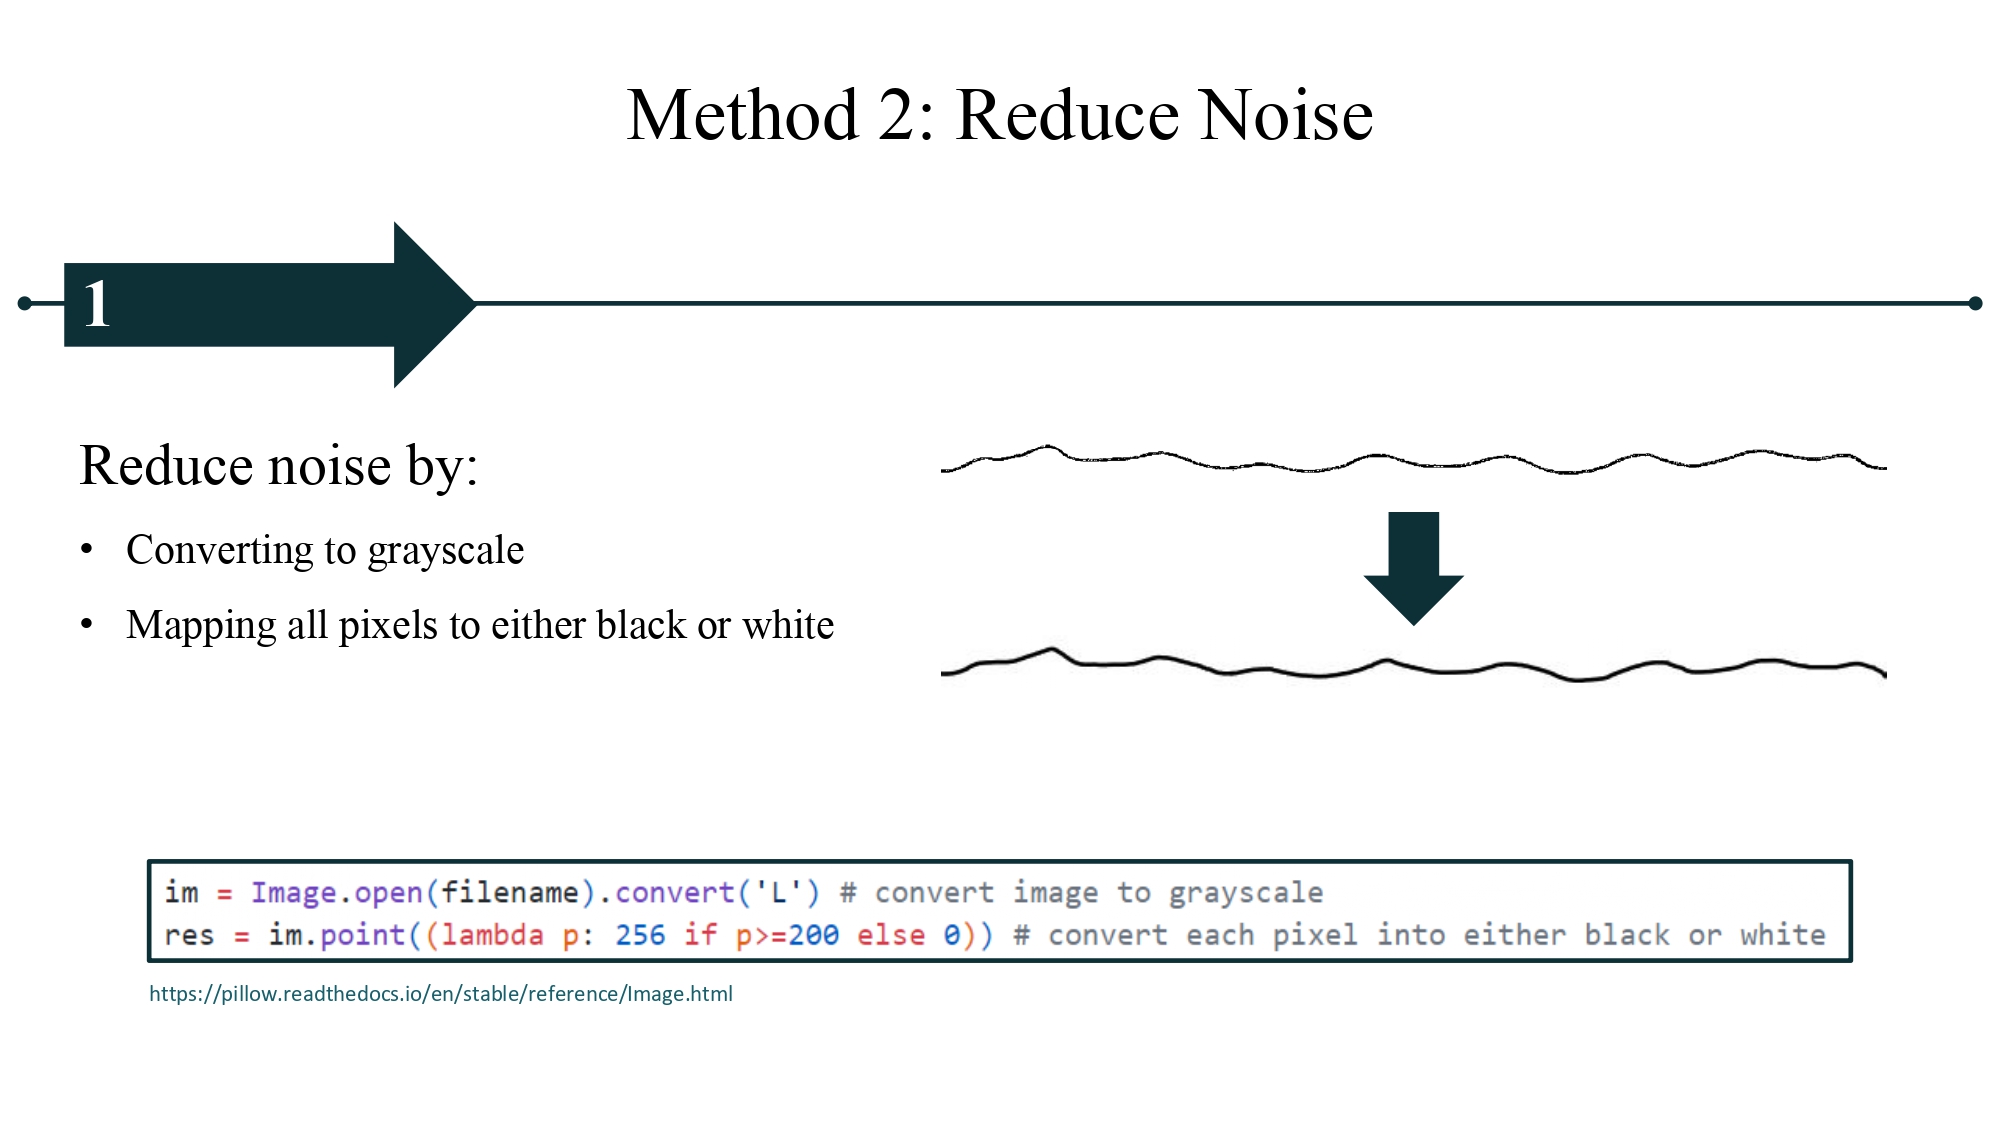 Method 2: Reduce Noise
1
Reduce noise by:
• Converting to grayscale
• Mapping all pixels to either black or white
im = Image.open(filename).convert('L') # convert image to grayscale
res = im.point((lambda p: 256 if p>=200 else 0)) # convert each pixel into either black or white
https://pillow.readthedocs.io/en/stable/reference/Image.html